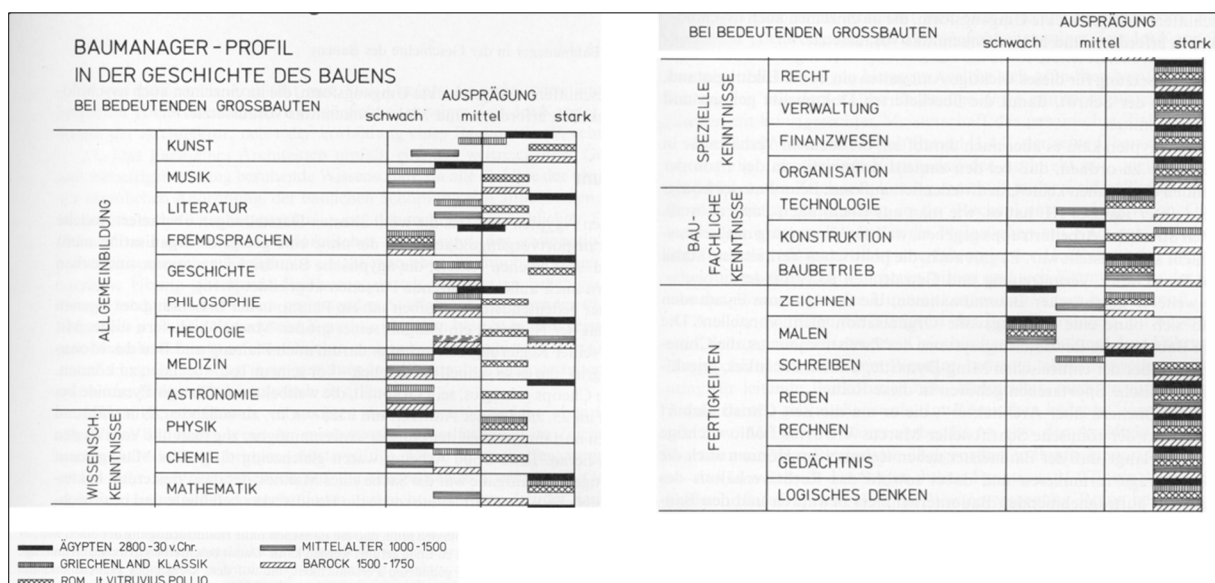 BAUMANAGER - PROFIL
IN DER GESCHICHTE DES BAUENS
BEI BEDEUTENDEN GROSSBAUTEN
AUSPRÄGUNG
schwach mittel stark
ALLGEMEINBILDUNG
KUNST
MUSIK
LITERATUR
FREMDSPRACHEN
GESCHICHTE
PHILOSOPHIE
THEOLOGIE
MEDIZIN
WISSENSCH. KENNTNISSE
ASTRONOMIE
PHYSIK
CHEMIE
MATHEMATIK
ÄGYPTEN 2800-30 v.Chr.
GRIECHENLAND KLASSIK
ROM lt VITRUVIUS POLLIO
MITTELALTER 1000-1500
BAROCK 1500-1750
BEI BEDEUTENDEN GROSSBAUTEN
AUSPRÄGUNG
schwach mittel stark
SPEZIELLE KENNTNISSE
RECHT
VERWALTUNG
FINANZWESEN
ORGANISATION
BAU-FACHLICHE KENNTNISSE
TECHNOLOGIE
KONSTRUKTION
BAUBETRIEB
FERTIGKEITEN
ZEICHNEN
MALEN
SCHREIBEN
REDEN
RECHNEN
GEDÄCHTNIS
LOGISCHES DENKEN